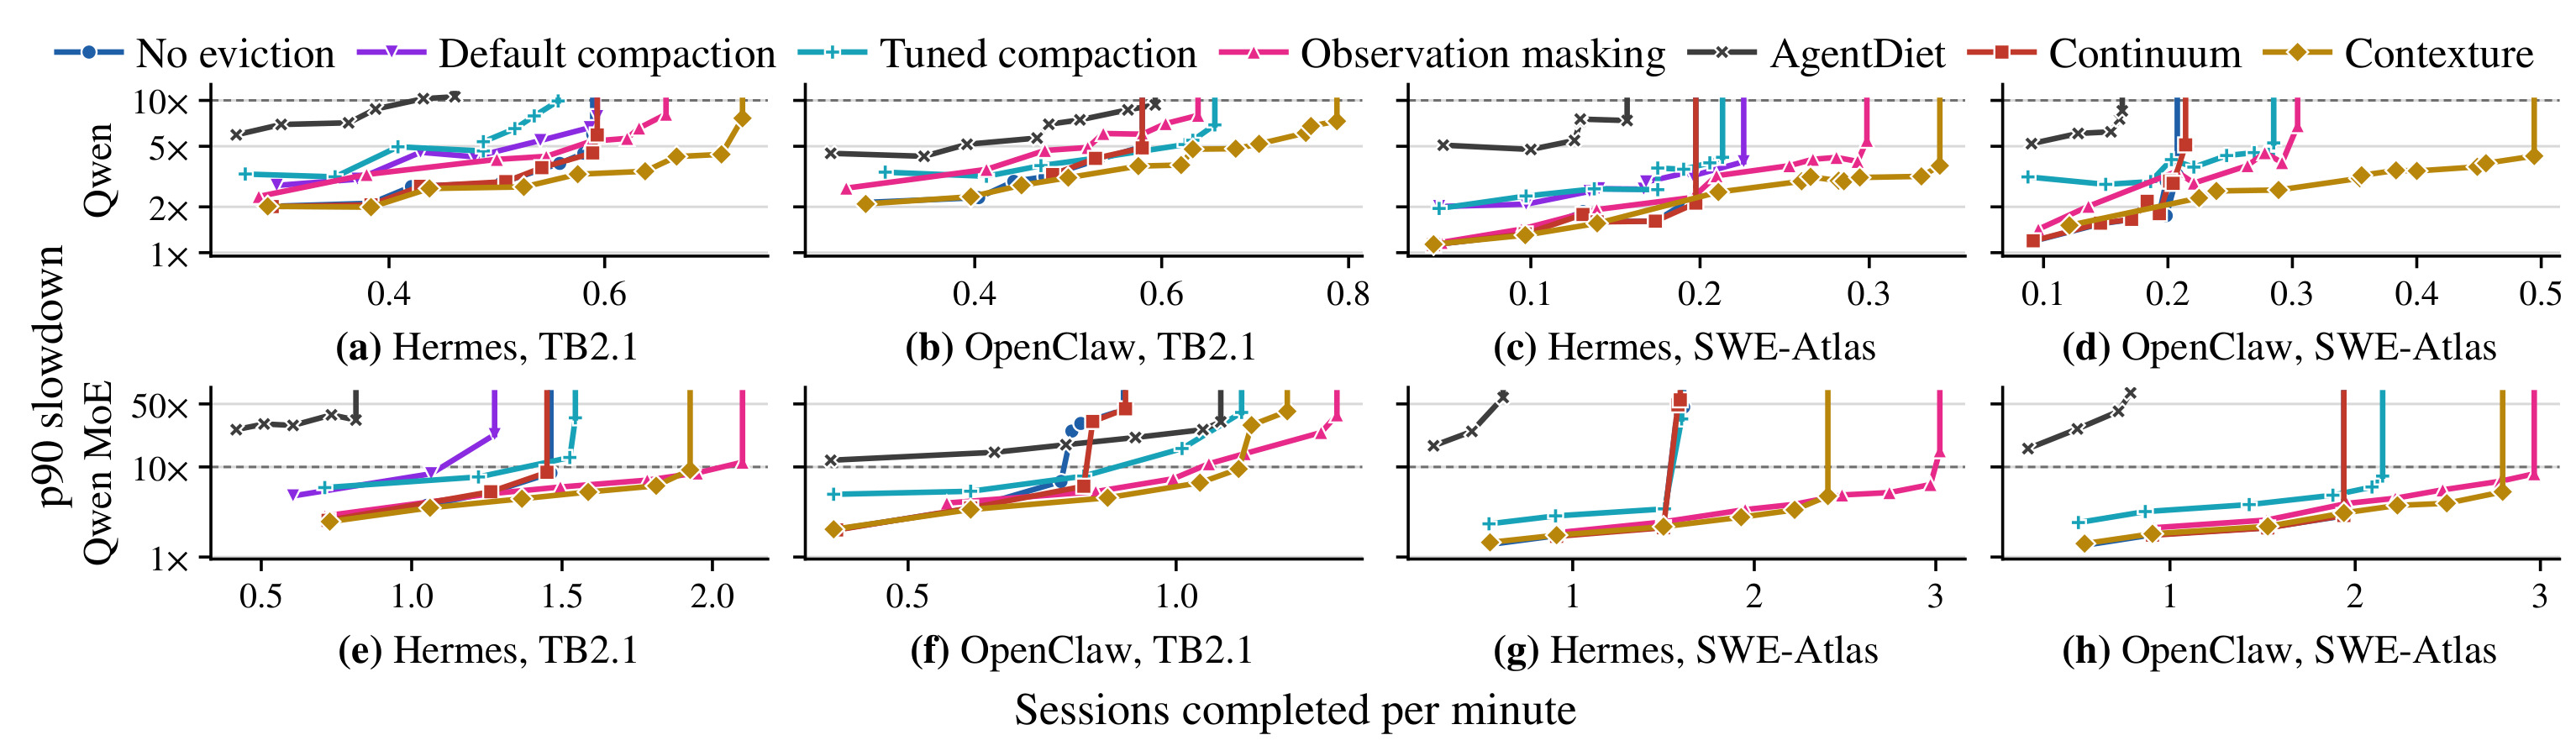 No eviction Default compaction Tuned compaction Observation masking AgentDiet Continuum Contexture
p90 slowdown
Qwen
10×
5×
2×
1×
0.4 0.6
(a) Hermes, TB2.1
0.4 0.6 0.8
(b) OpenClaw, TB2.1
0.1 0.2 0.3
(c) Hermes, SWE-Atlas
0.1 0.2 0.3 0.4 0.5
(d) OpenClaw, SWE-Atlas
Qwen MoE
50×
10×
1×
0.5 1.0 1.5 2.0
(e) Hermes, TB2.1
0.5 1.0
(f) OpenClaw, TB2.1
1 2 3
(g) Hermes, SWE-Atlas
1 2 3
(h) OpenClaw, SWE-Atlas
Sessions completed per minute